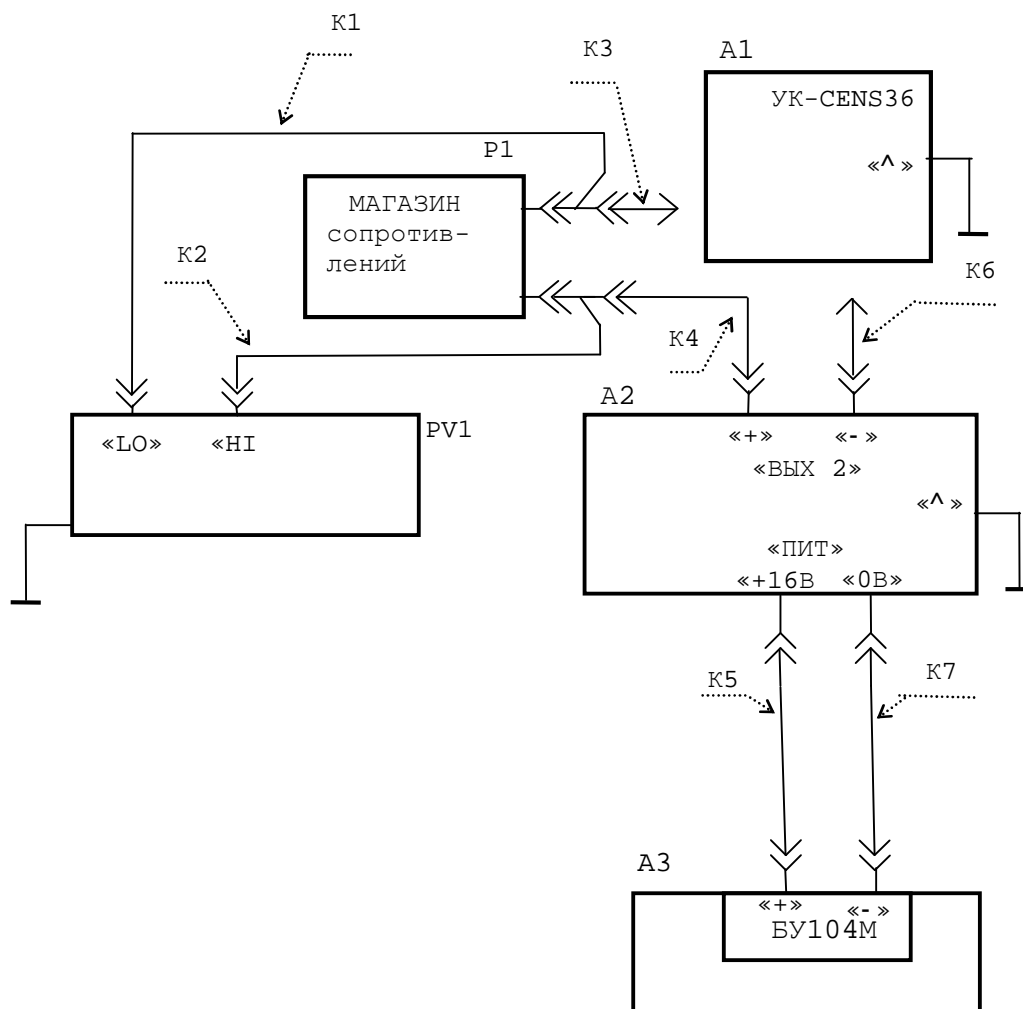 К1
К3
А1
УК-CENS36
«^»
Р1
МАГАЗИН
сопротив-
лений
К2
К6
К4
А2
PV1
«LO»
«HI
«+»
«-»
«ВЫХ 2»
«^»
«ПИТ»
«+16В
«0В»
К5
К7
А3
«+»
«-»
БУ104М